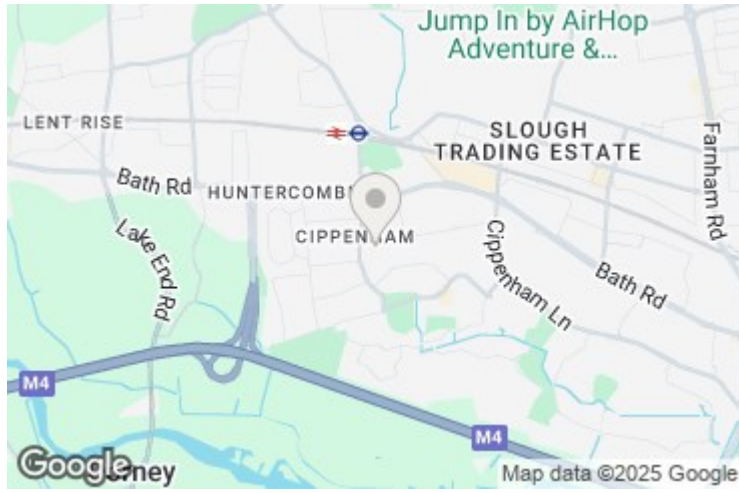 Jump In by AirHop
Adventure &...
LENT RISE
SLOUGH
TRADING ESTATE
Farnham Rd
Bath Rd
HUNTERCOMBE
CIPPENHAM
Lake End Rd
Cippenham Ln
Bath Rd
M4
M4
Google
Map data ©2025 Google